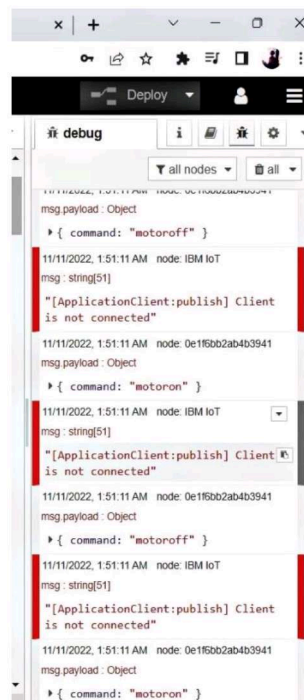 Deploy
debug
i
all nodes
all
msg.payload : Object
{ command: "motoroff" }
11/11/2022, 1:51:11 AM node: IBM IoT
msg : string[51]
"[ApplicationClient:publish] Client
is not connected"
11/11/2022, 1:51:11 AM node: 0e1f6bb2ab4b3941
msg.payload : Object
{ command: "motoron" }
11/11/2022, 1:51:11 AM node: IBM IoT
msg : string[51]
"[ApplicationClient:publish] Client
is not connected"
11/11/2022, 1:51:11 AM node: 0e1f6bb2ab4b3941
msg.payload : Object
{ command: "motoroff" }
11/11/2022, 1:51:11 AM node: IBM IoT
msg : string[51]
"[ApplicationClient:publish] Client
is not connected"
11/11/2022, 1:51:11 AM node: 0e1f6bb2ab4b3941
msg.payload : Object
{ command: "motoron" }